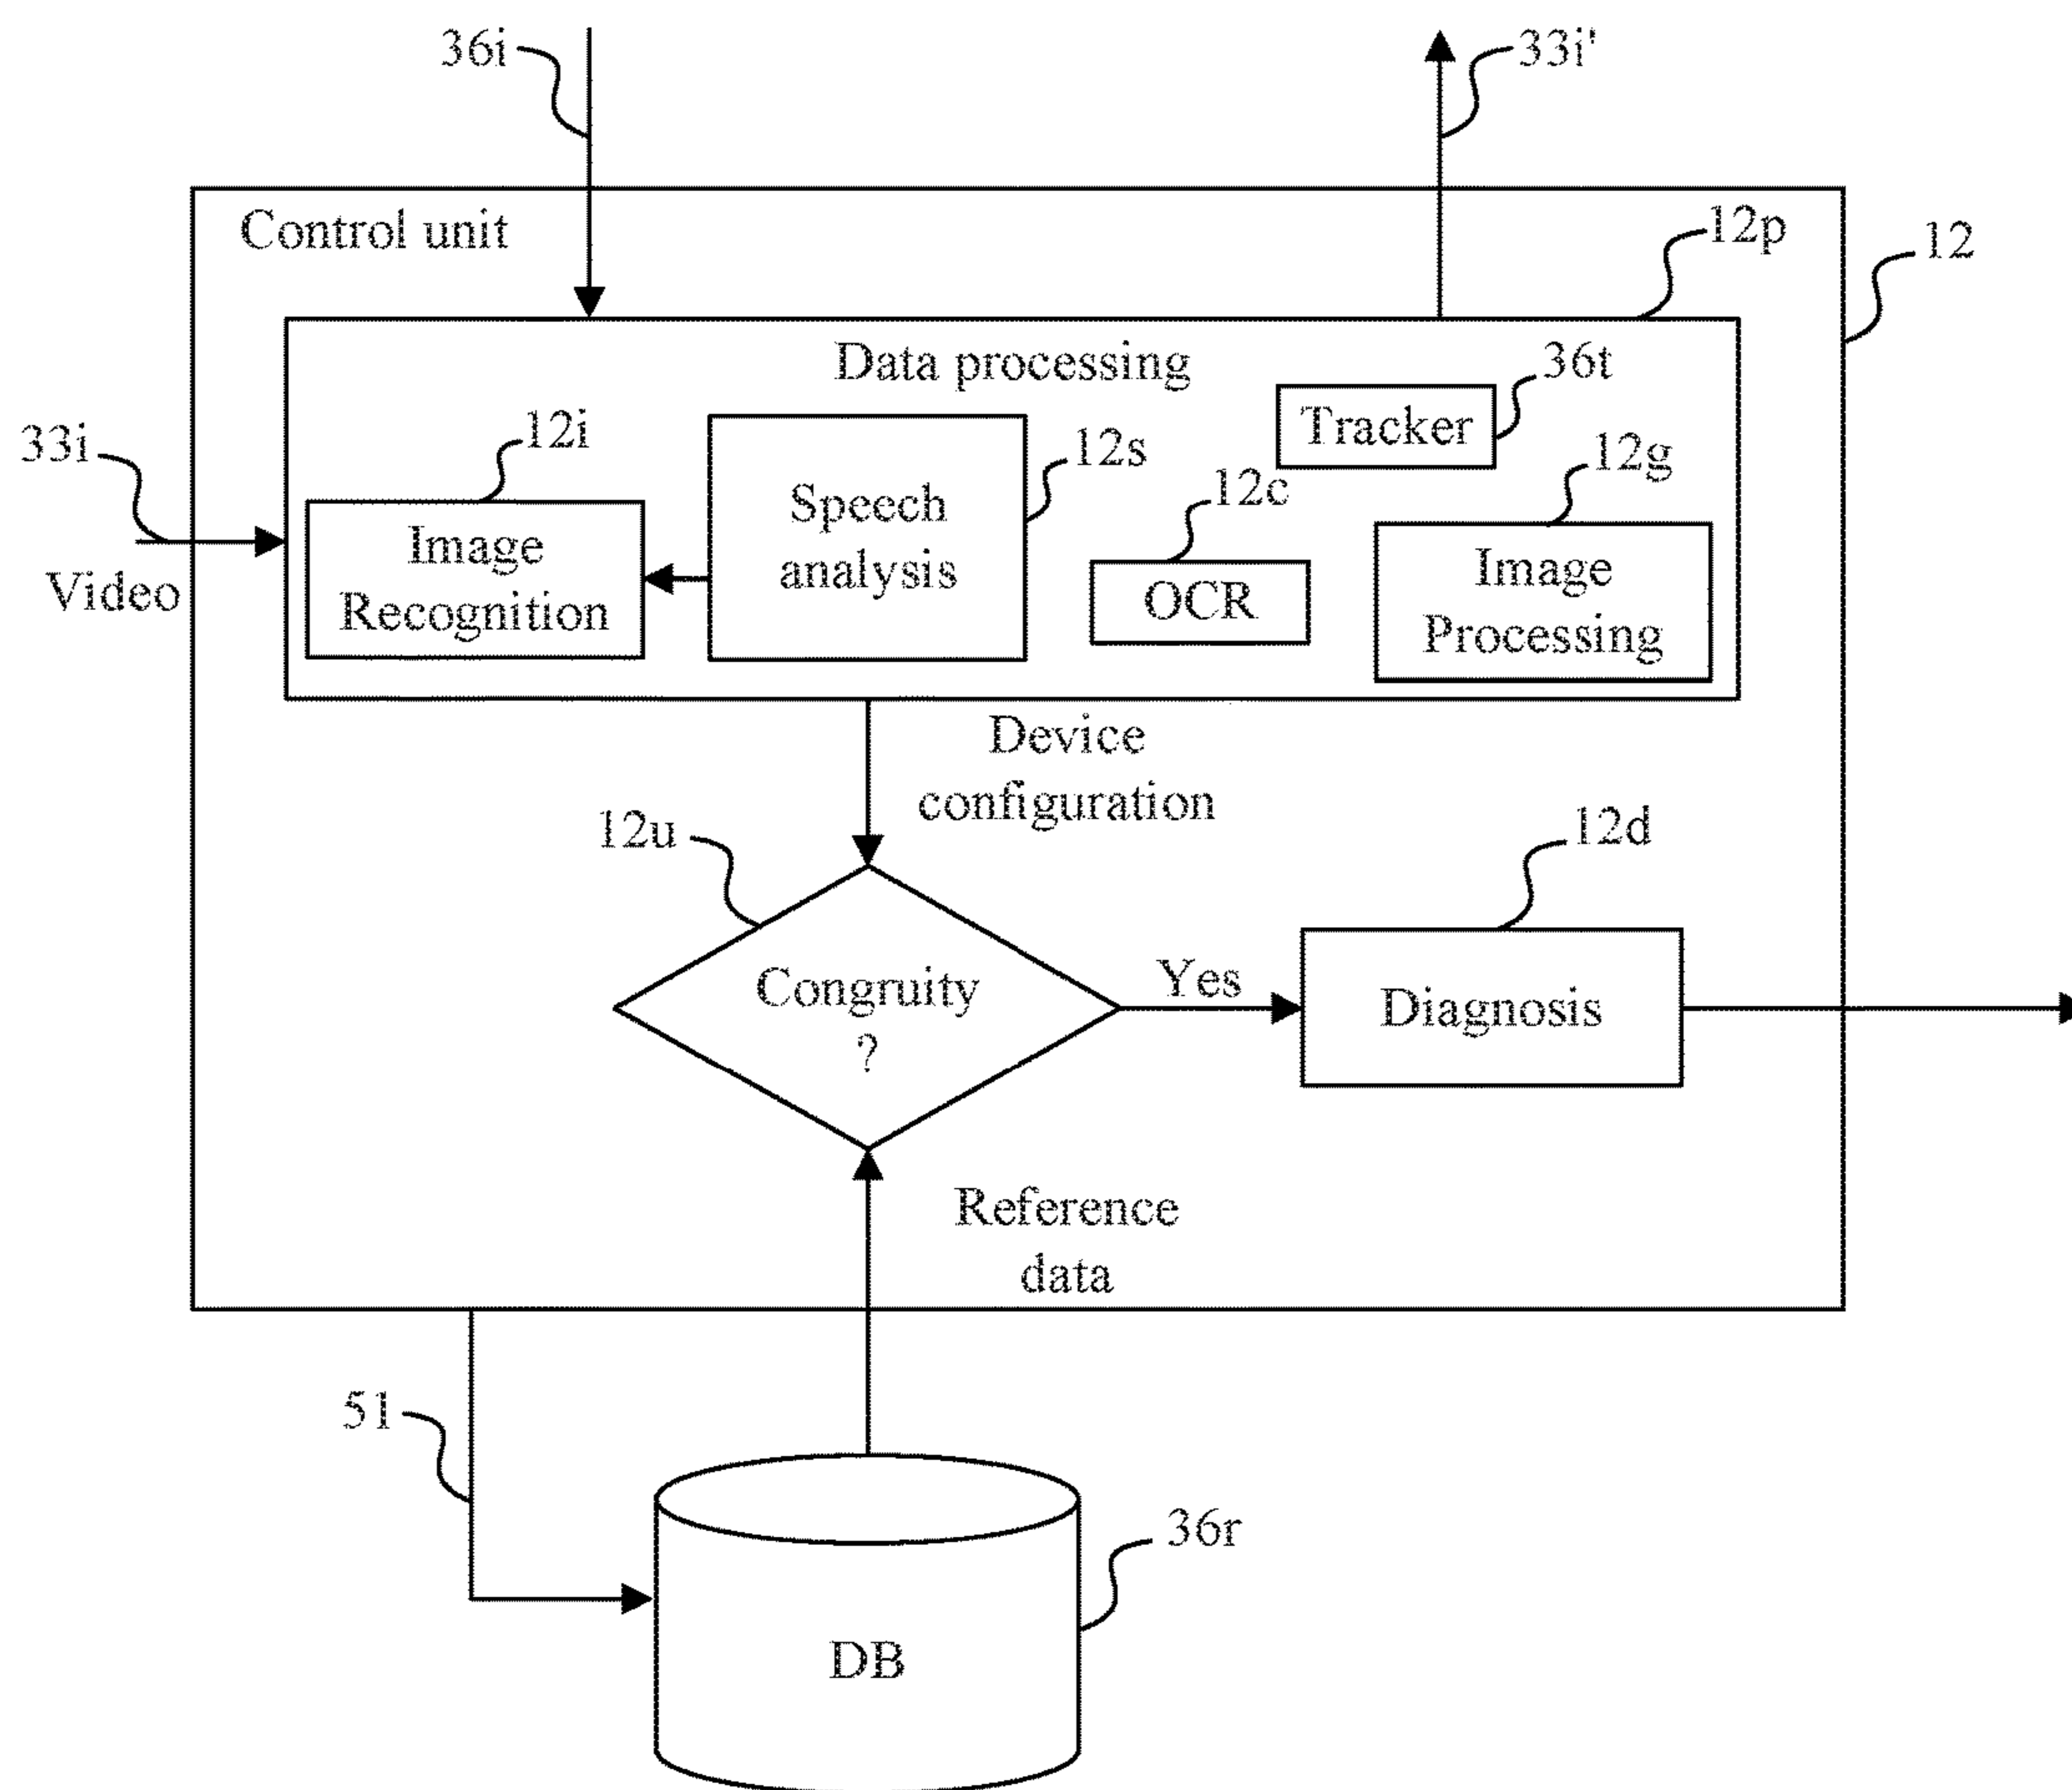 36i
33i'
Control unit
12p
12
Data processing
36t
Tracker
33i
12i
12s
12g
Speech
analysis
12c
Image
Recognition
OCR
Image
Processing
Video
Device
configuration
12u
12d
Congruity
?
Yes
Diagnosis
Reference
data
51
36r
DB